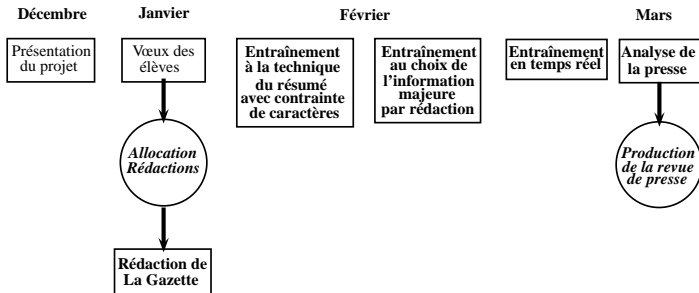 Décembre
Janvier
Février
Mars
Présentation
du projet
Vœux des
élèves
Entraînement
à la technique
du résumé
avec contrainte
de caractères
Entraînement
au choix de
l'information
majeure
par rédaction
Entraînement
en temps réel
Analyse de
la presse
Allocation
Rédactions
Production
de la revue
de presse
Rédaction de
La Gazette